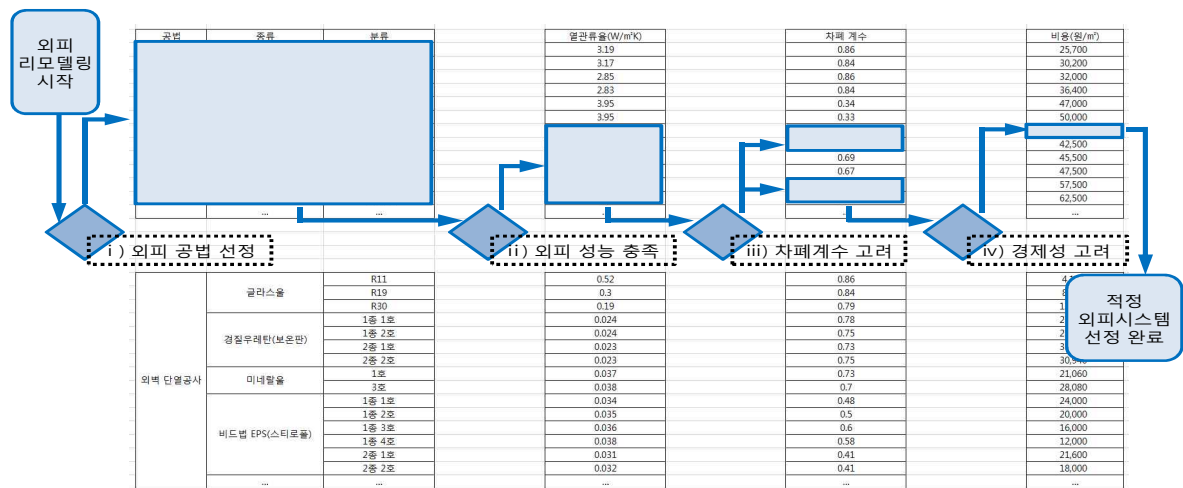 외피
리모델링
시작
공법 종류 분류 열관류율(W/㎡K) 차폐 계수 비용(원/㎡)
3.19 0.86 25,700
3.17 0.84 30,200
2.85 0.86 32,000
2.83 0.84 36,400
3.95 0.34 47,000
3.95 0.33 50,000
42,500
0.69 45,500
0.67 47,500
57,500
62,500
... ... ...
i) 외피 공법 선정 ii) 외피 성능 충족 iii) 차폐계수 고려 iv) 경제성 고려
외벽 단열공사
글라스울
R11 0.52 0.86
R19 0.3 0.84
R30 0.19 0.79
경질우레탄(보온판)
1종 1호 0.024 0.78
1종 2호 0.024 0.75
2종 1호 0.023 0.73
2종 2호 0.023 0.75
미네랄울
1호 0.037 0.73 21,060
3호 0.038 0.7 28,080
비드법 EPS(스티로폴)
1종 1호 0.034 0.48 24,000
1종 2호 0.035 0.5 20,000
1종 3호 0.036 0.6 16,000
1종 4호 0.038 0.58 12,000
2종 1호 0.031 0.41 21,600
2종 2호 0.032 0.41 18,000
... ... ... ... ...
적정
외피시스템
선정 완료